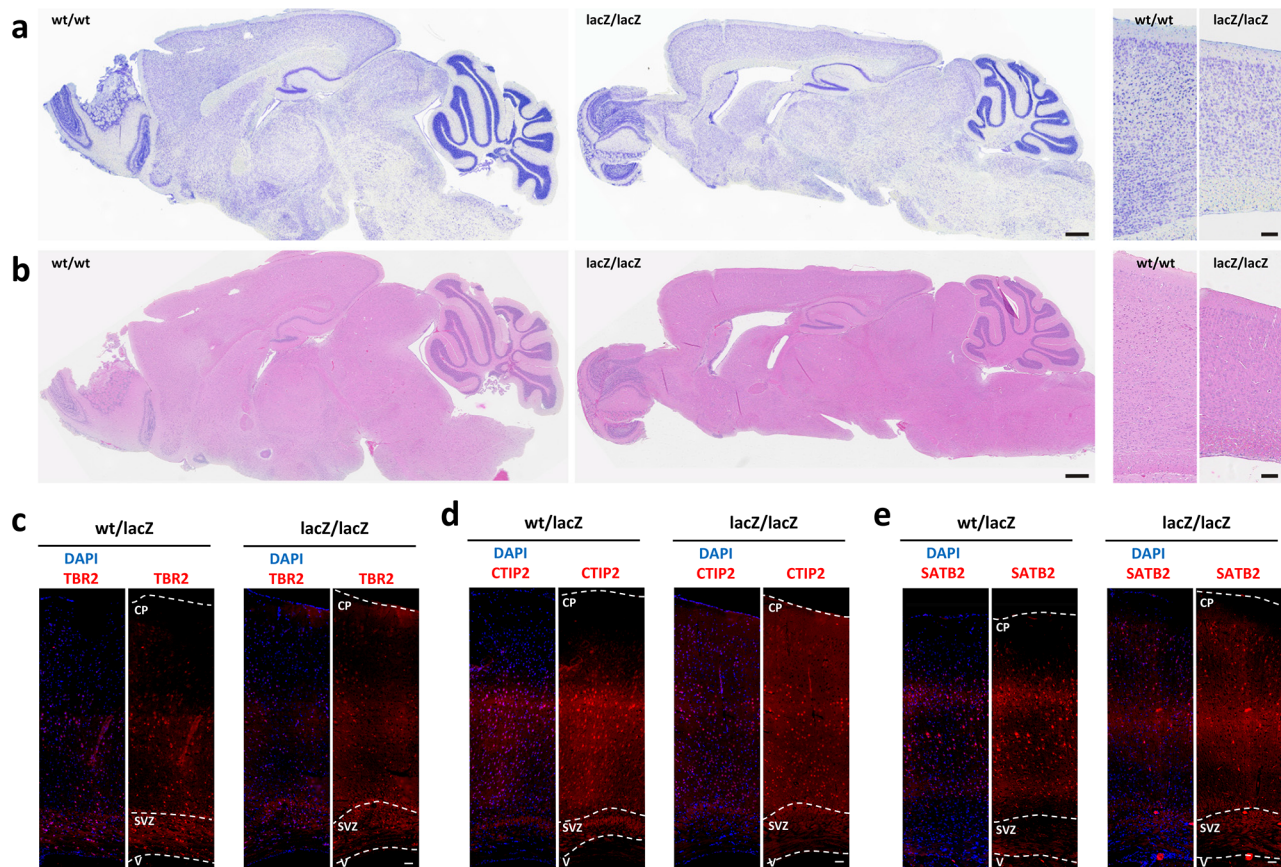 a
wt/wt
lacZ/lacZ
wt/wt
lacZ/lacZ
b
wt/wt
lacZ/lacZ
wt/wt
lacZ/lacZ
c
wt/lacZ
lacZ/lacZ
DAPI
TBR2
TBR2
DAPI
TBR2
TBR2
CP
SVZ
V
CP
SVZ
V
d
wt/lacZ
lacZ/lacZ
DAPI
CTIP2
CTIP2
DAPI
CTIP2
CTIP2
CP
SVZ
V
CP
SVZ
V
e
wt/lacZ
lacZ/lacZ
DAPI
SATB2
SATB2
DAPI
SATB2
SATB2
CP
SVZ
V
CP
SVZ
V